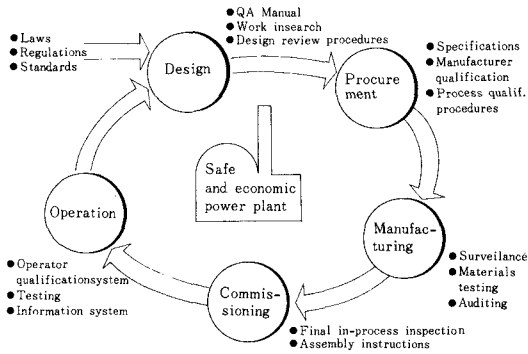 ● Laws
● Regulations
● Standards
Design
● QA Manual
● Work insearch
● Design review procedures
Procure
ment
● Specifications
● Manufacturer
qualification
● Process qualif.
procedures
Safe
and economic
power plant
Operation
Manufac-
turing
● Operator
qualificationsystem
● Testing
● Information system
Commis-
sioning
● Surveilance
● Materials
testing
● Auditing
● Final in-process inspection
● Assembly instructions